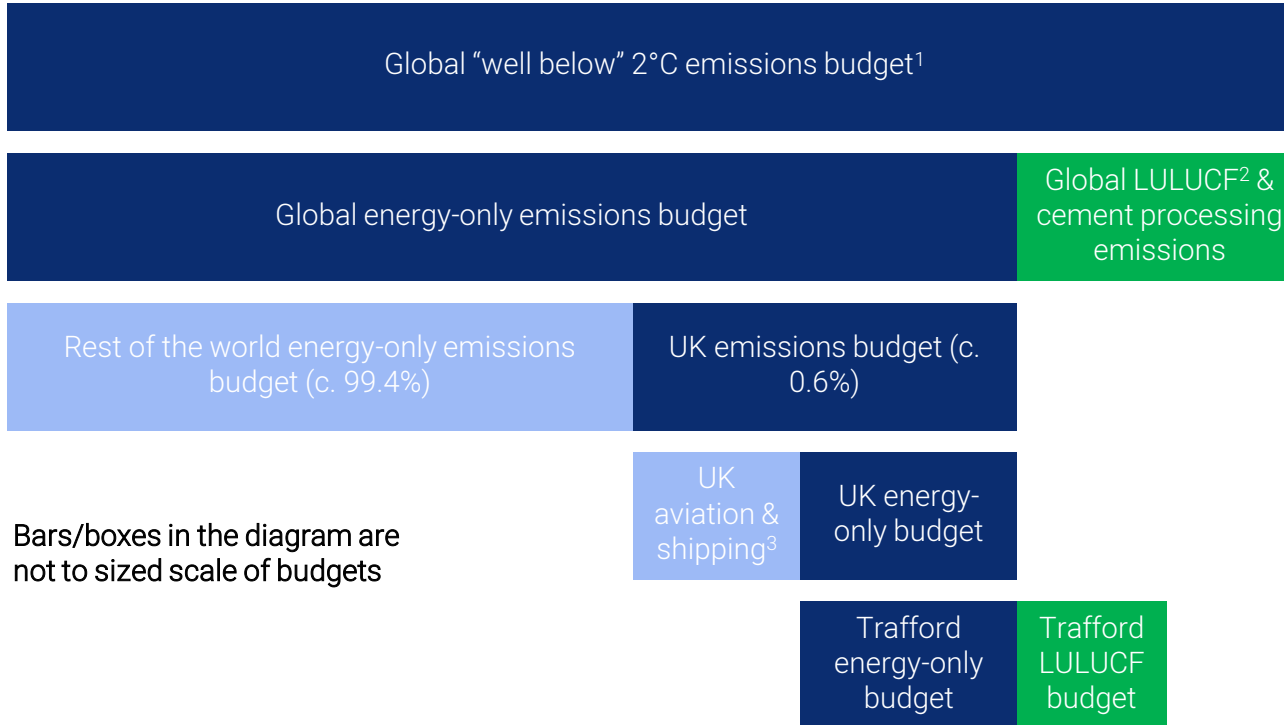 Global “well below” 2°C emissions budget¹
Global energy-only emissions budget
Global LULUCF² &
cement processing
emissions
Rest of the world energy-only emissions
budget (c. 99.4%)
UK emissions budget (c.
0.6%)
UK
aviation &
shipping³
UK energy-
only budget
Bars/boxes in the diagram are
not to sized scale of budgets
Trafford
energy-only
budget
Trafford
LULUCF
budget